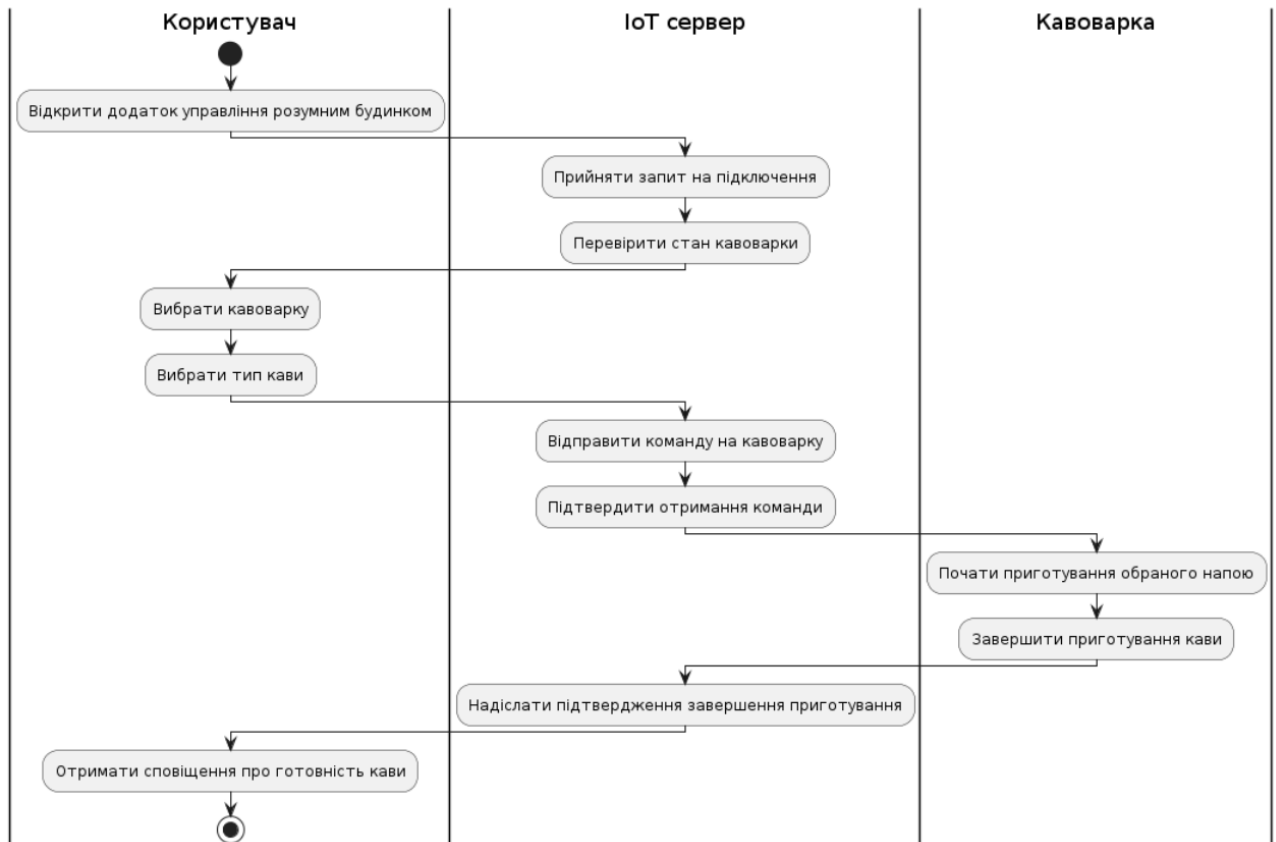 Користувач
IoT сервер
Кавоварка
Відкрити додаток управління розумним будинком
Прийняти запит на підключення
Перевірити стан кавоварки
Вибрати кавоварку
Вибрати тип кави
Відправити команду на кавоварку
Підтвердити отримання команди
Почати приготування обраного напою
Завершити приготування кави
Надіслати підтвердження завершення приготування
Отримати сповіщення про готовність кави